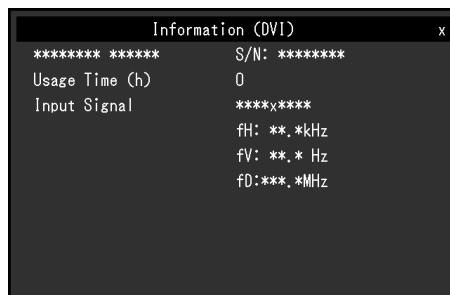 Information (DVI) x
******** ****** S/N: ********
Usage Time (h) 0
Input Signal ****x****
fH: **.*kHz
fV: **.* Hz
fD:***.*MHz